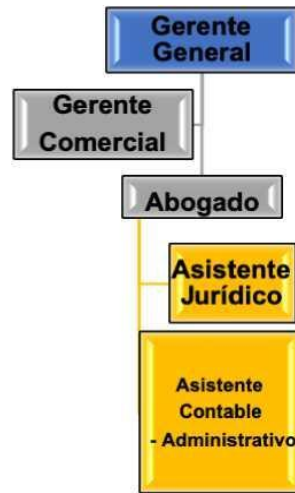 Gerente
General
Gerente
Comercial
Abogado
Asistente
Jurídico
Asistente
Contable
- Administrativo